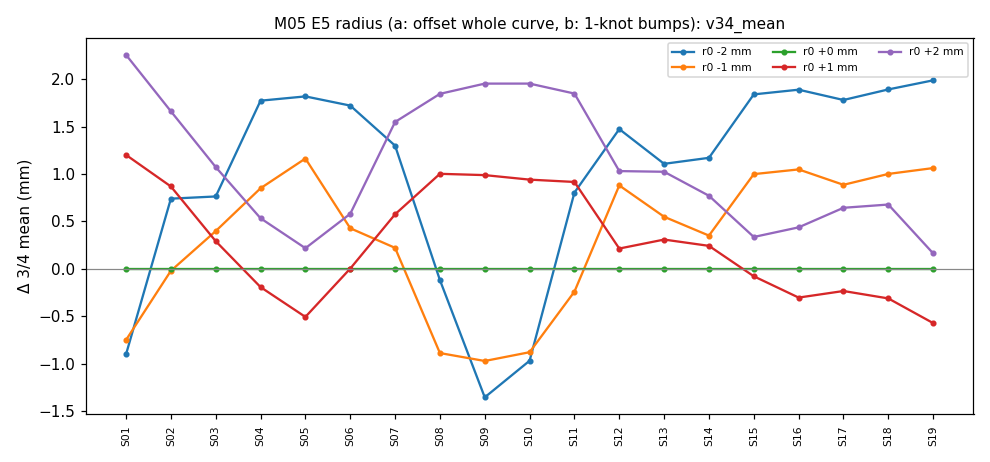 M05 E5 radius (a: offset whole curve, b: 1-knot bumps): v34_mean
r0 -2 mm r0 +0 mm r0 +2 mm
r0 -1 mm r0 +1 mm
Δ 3/4 mean (mm)
2.0
1.5
1.0
0.5
0.0
−0.5
−1.0
−1.5
S01 S02 S03 S04 S05 S06 S07 S08 S09 S10 S11 S12 S13 S14 S15 S16 S17 S18 S19